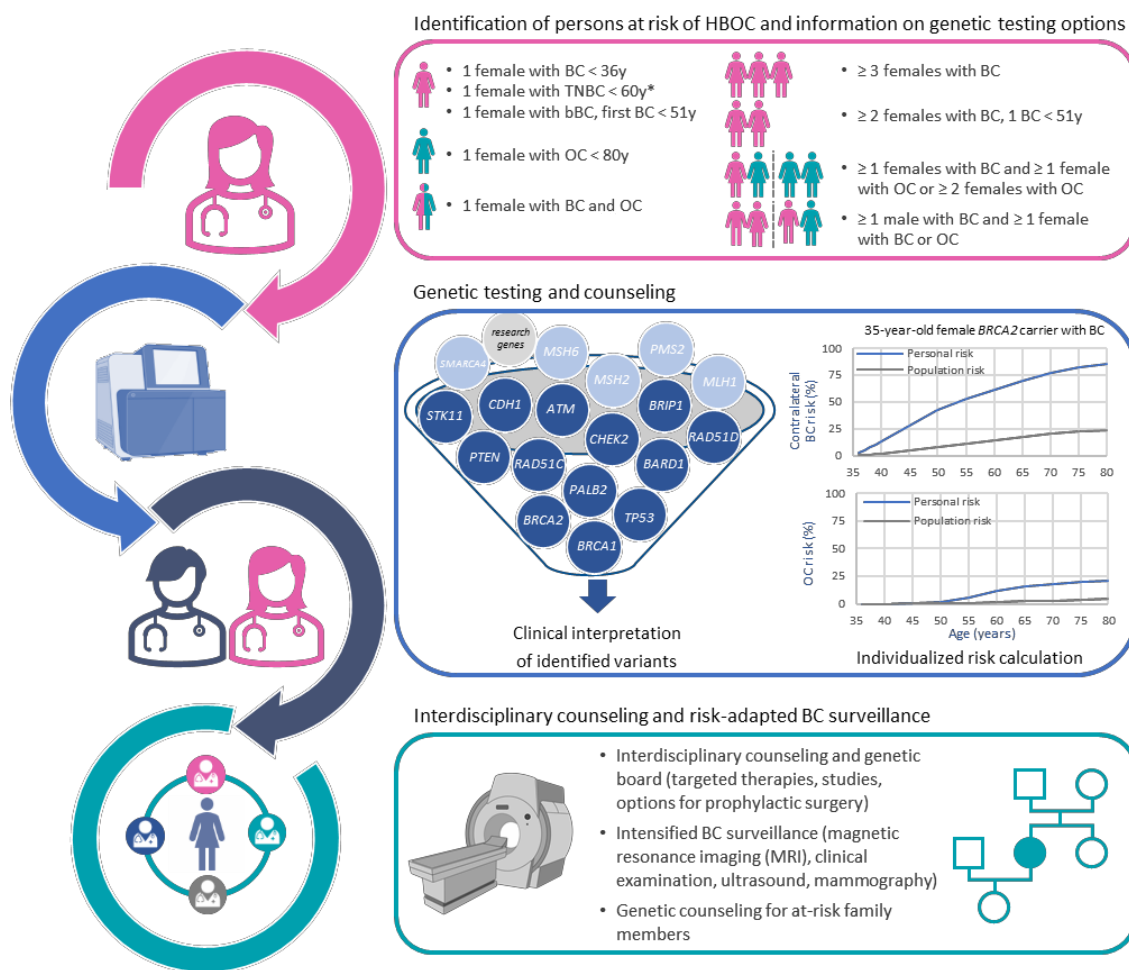 Identification of persons at risk of HBOC and information on genetic testing options
• 1 female with BC < 36y
• 1 female with TNBC < 60y*
• 1 female with bBC, first BC < 51y
• 1 female with OC < 80y
• 1 female with BC and OC
• ≥ 3 females with BC
• ≥ 2 females with BC, 1 BC < 51y
• ≥ 1 females with BC and ≥ 1 female
with OC or ≥ 2 females with OC
• ≥ 1 male with BC and ≥ 1 female
with BC or OC
Genetic testing and counseling
research
genes
SMARCA4
MSH6
PMS2
MSH2
MLH1
STK11
CDH1
ATM
BRIP1
CHEK2
RAD51D
PTEN
RAD51C
BARD1
PALB2
BRCA2
TP53
BRCA1
Clinical interpretation
of identified variants
35-year-old female BRCA2 carrier with BC
Contralateral
BC risk (%)
100
75
50
25
0
Personal risk
Population risk
35 40 45 50 55 60 65 70 75 80
OC risk (%)
100
75
50
25
0
Personal risk
Population risk
35 40 45 50 55 60 65 70 75 80
Age (years)
Individualized risk calculation
Interdisciplinary counseling and risk-adapted BC surveillance
• Interdisciplinary counseling and genetic
board (targeted therapies, studies,
options for prophylactic surgery)
• Intensified BC surveillance (magnetic
resonance imaging (MRI), clinical
examination, ultrasound, mammography)
• Genetic counseling for at-risk family
members